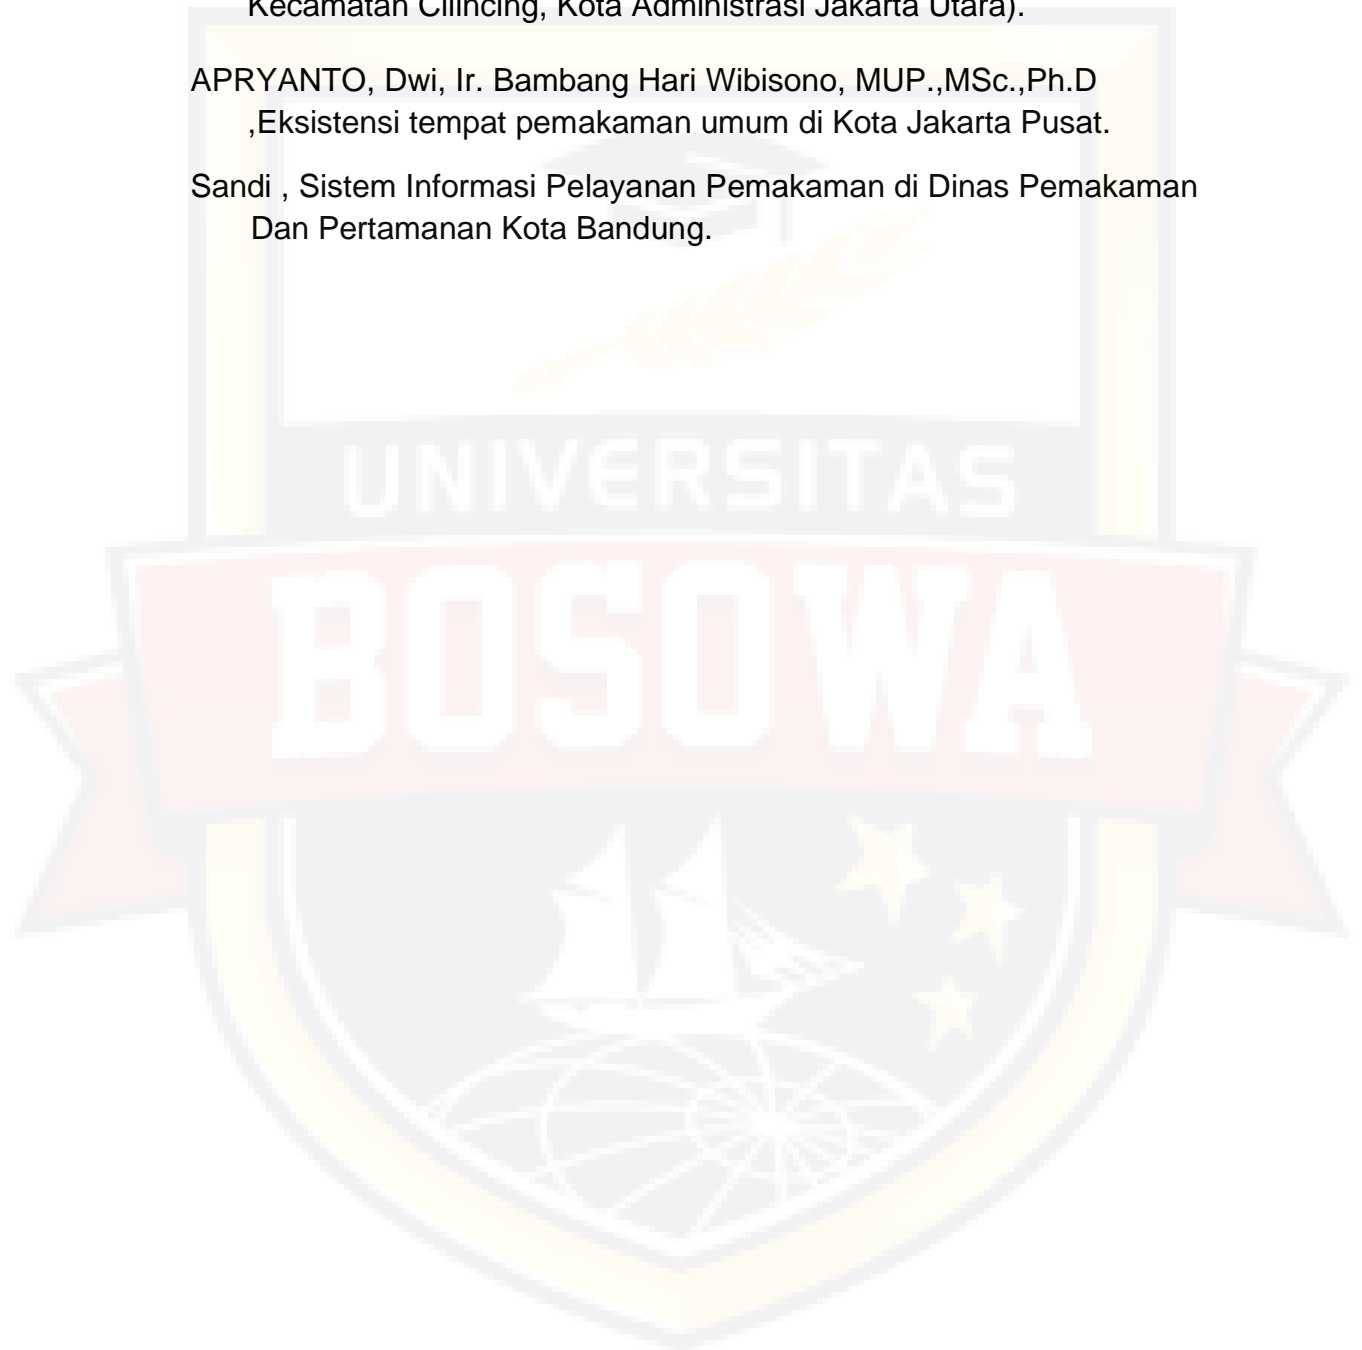 Kecamatan Cilincing, Kota Administrasi Jakarta Utara).
APRYANTO, Dwi, Ir. Bambang Hari Wibisono, MUP.,MSc.,Ph.D
,Eksistensi tempat pemakaman umum di Kota Jakarta Pusat.
Sandi , Sistem Informasi Pelayanan Pemakaman di Dinas Pemakaman
Dan Pertamanan Kota Bandung.
UNIVERSITAS
BOSOWA